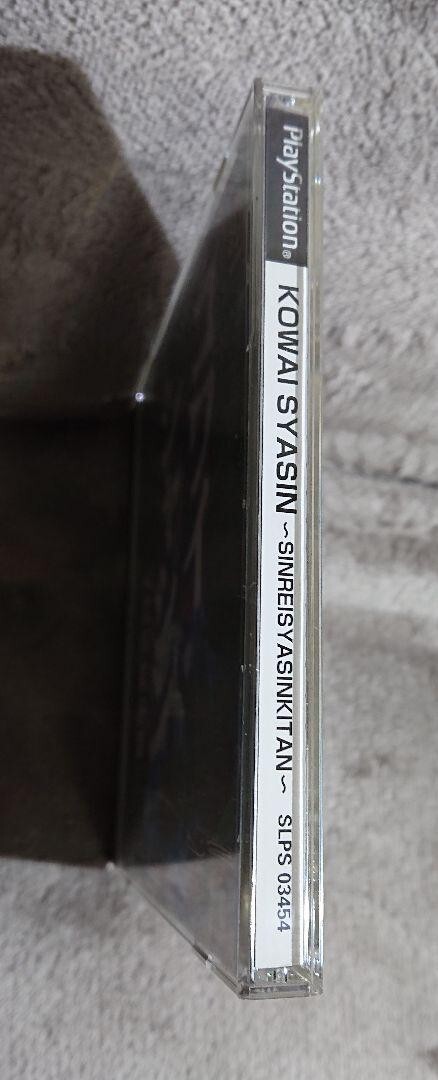 PlayStation®
KOWAI SYASIN ~SINREISYASINKITAN~ SLPS 03454